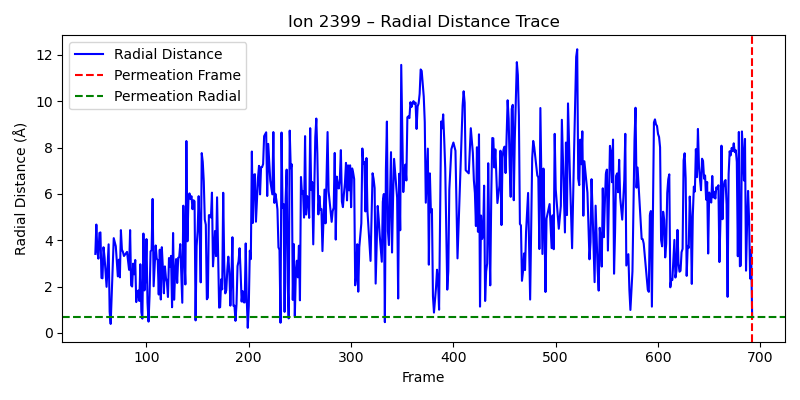 Ion 2399 – Radial Distance Trace
Radial Distance
Permeation Frame
Permeation Radial
Radial Distance (Å)
12
10
8
6
4
2
0
100 200 300 400 500 600 700
Frame